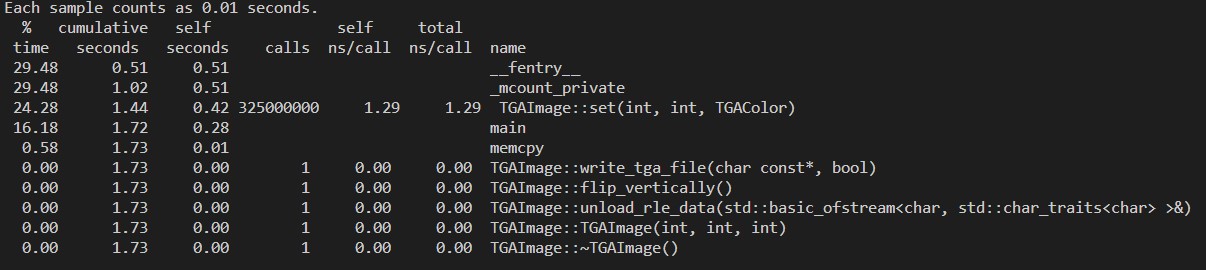 Each sample counts as 0.01 seconds.
  %   cumulative   self              self     total
 time   seconds   seconds    calls  ns/call  ns/call  name
 29.48      0.51     0.51                             __fentry__
 29.48      1.02     0.51                             _mcount_private
 24.28      1.44     0.42 325000000     1.29     1.29  TGAImage::set(int, int, TGAColor)
 16.18      1.72     0.28                             main
  0.58      1.73     0.01                             memcpy
  0.00      1.73     0.00        1     0.00     0.00  TGAImage::write_tga_file(char const*, bool)
  0.00      1.73     0.00        1     0.00     0.00  TGAImage::flip_vertically()
  0.00      1.73     0.00        1     0.00     0.00  TGAImage::unload_rle_data(std::basic_ofstream<char, std::char_traits<char> >&)
  0.00      1.73     0.00        1     0.00     0.00  TGAImage::TGAImage(int, int, int)
  0.00      1.73     0.00        1     0.00     0.00  TGAImage::~TGAImage()